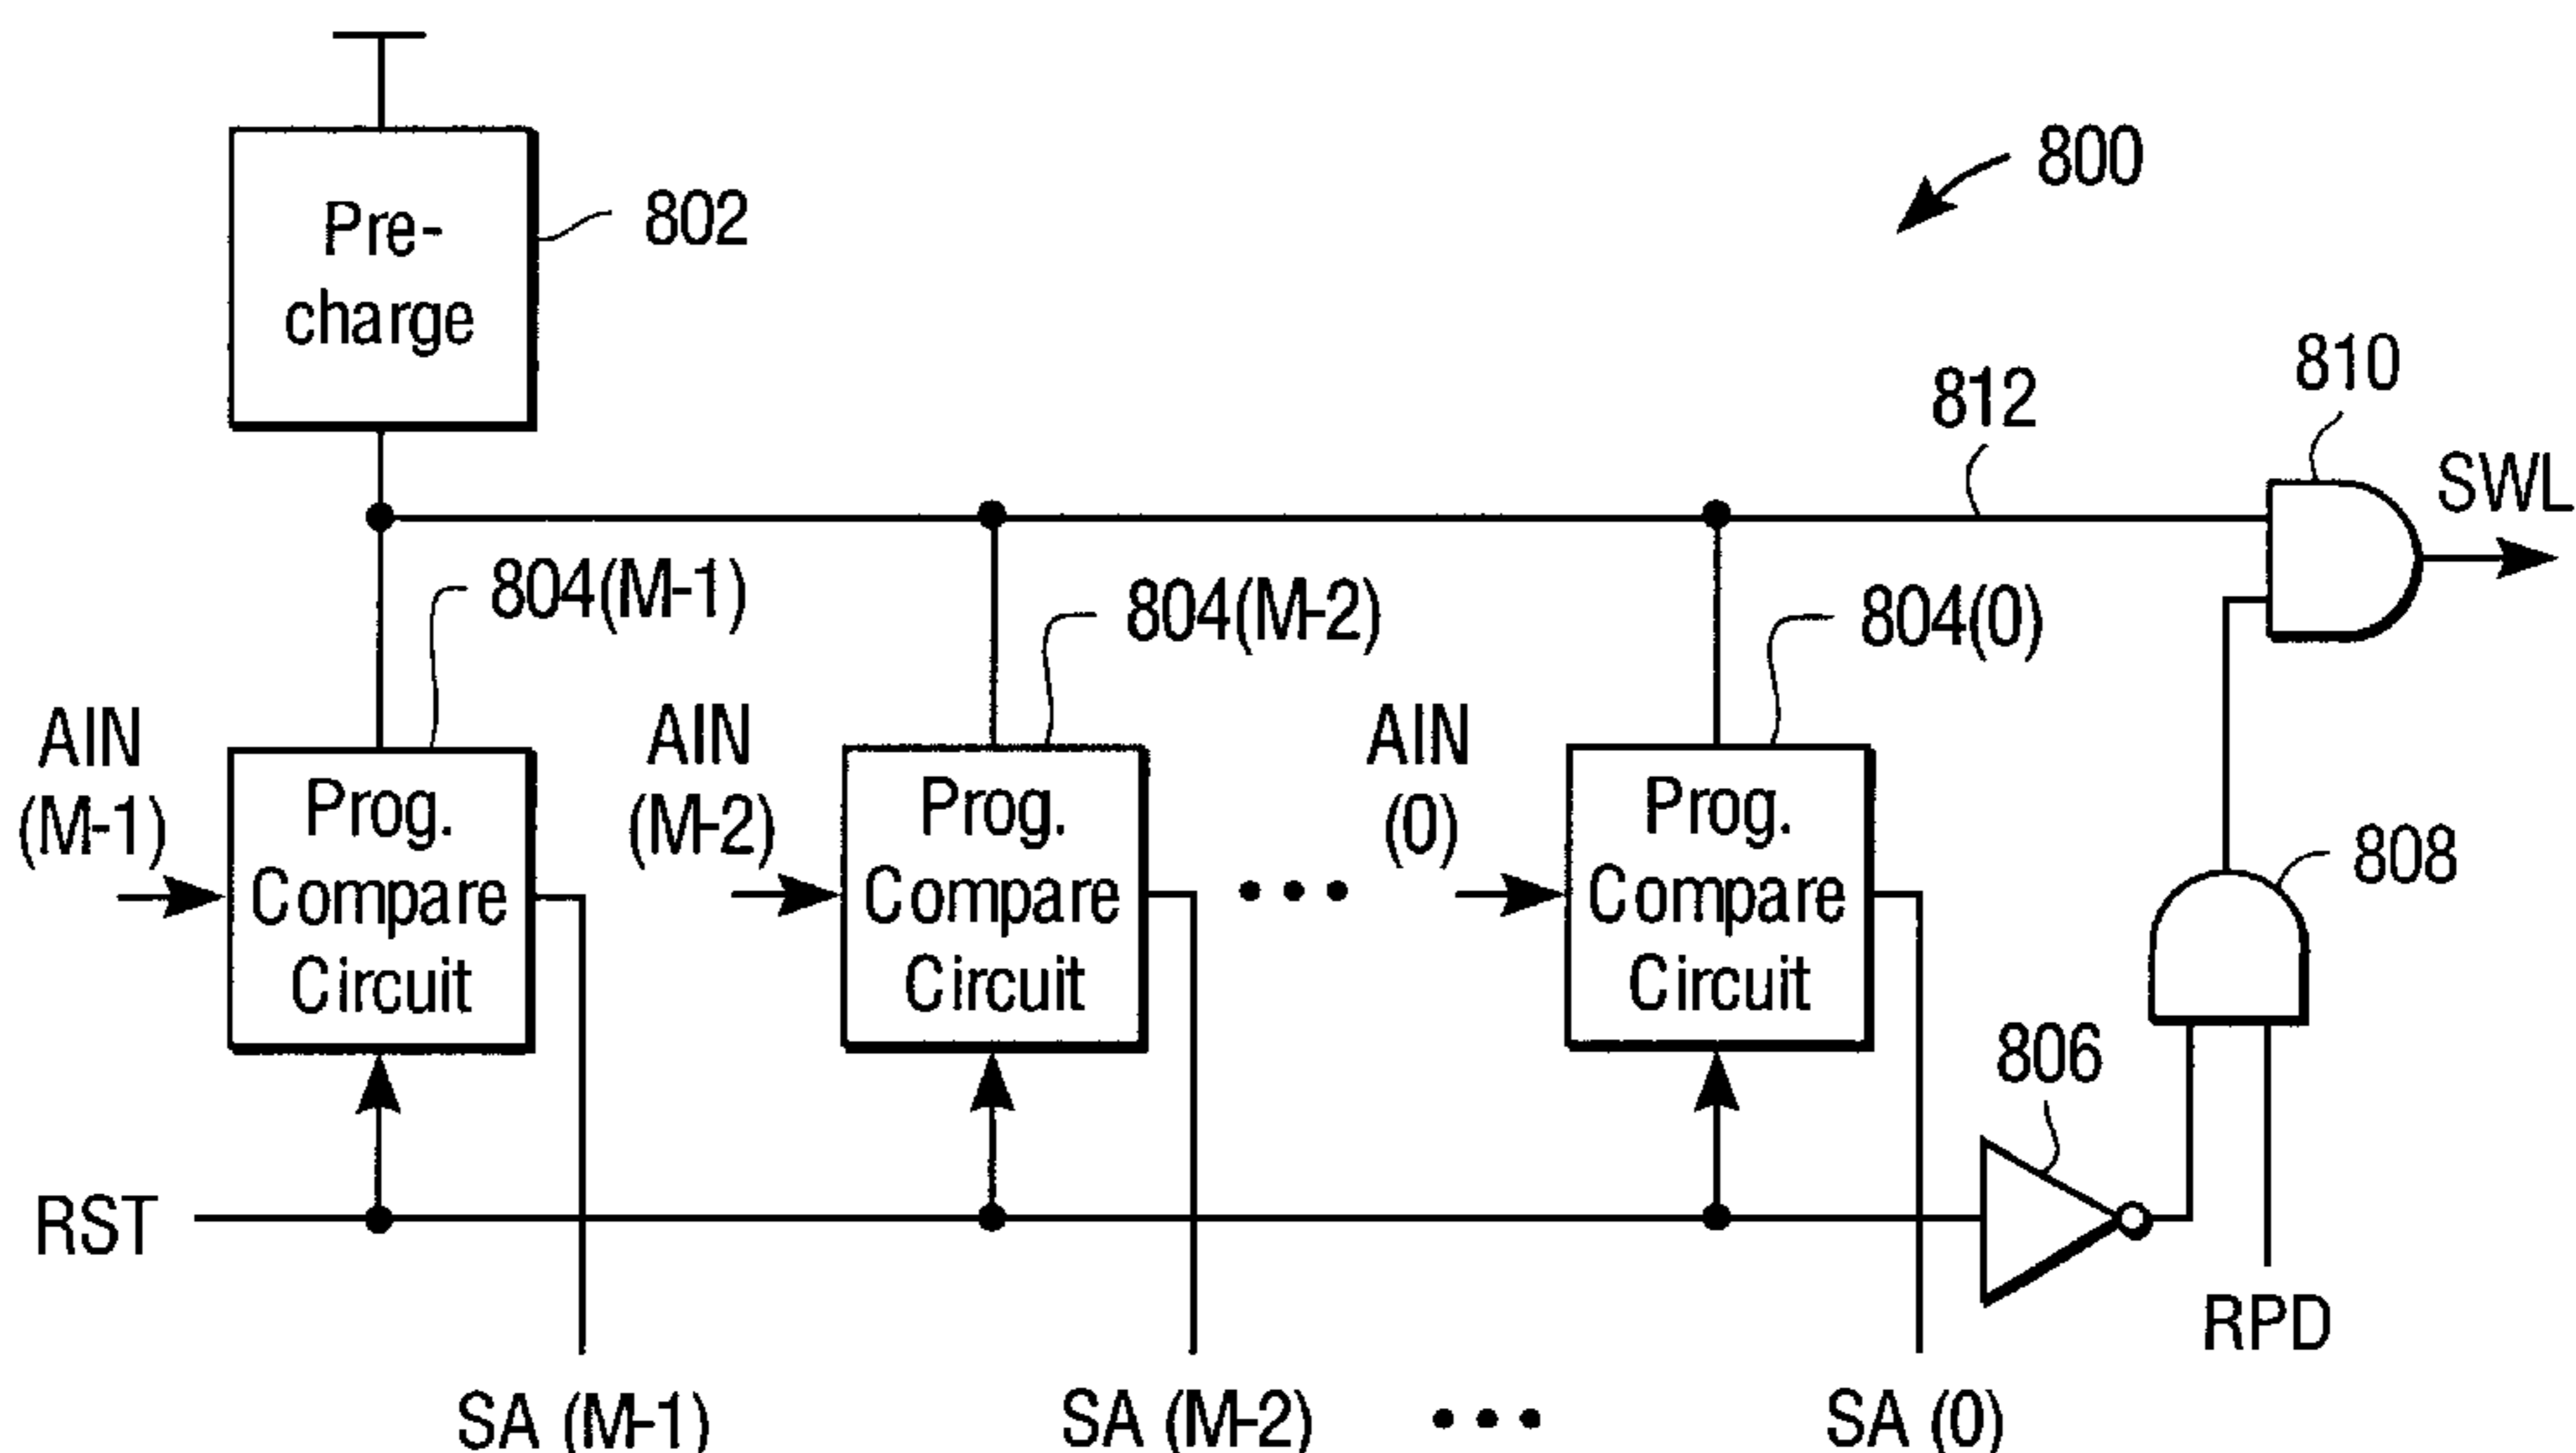 800
Pre-
charge
802
810
812
SWL
804(M-1)
804(M-2)
804(0)
AIN
(M-1)
AIN
(M-2)
AIN
(0)
Prog.
Compare
Circuit
Prog.
Compare
Circuit
• • •
Prog.
Compare
Circuit
808
806
RST
RPD
SA (M-1)
SA (M-2)
• • •
SA (0)